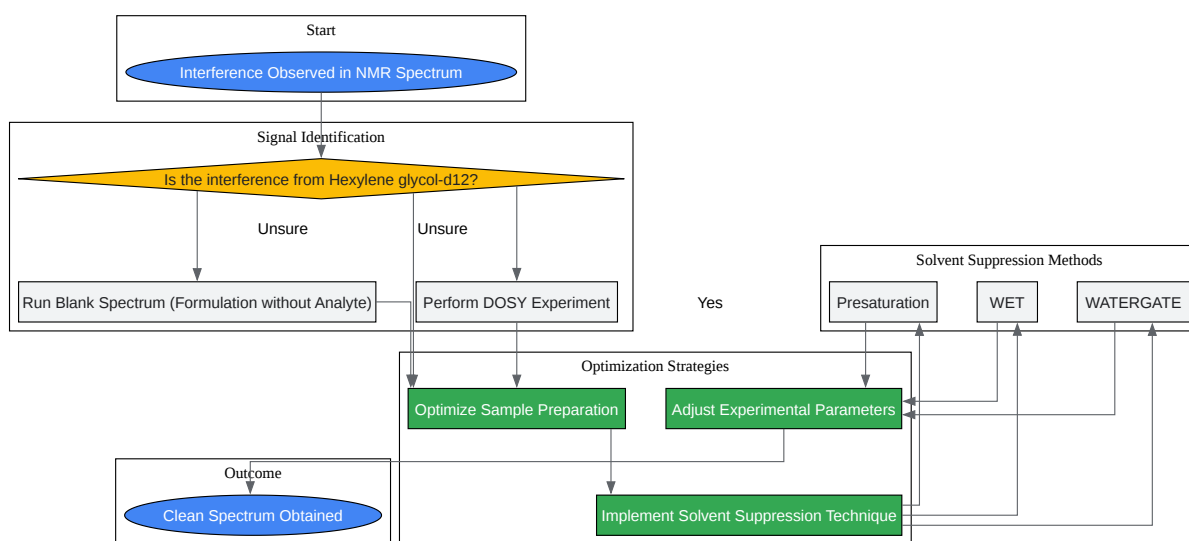 Start
Interference Observed in NMR Spectrum
Signal Identification
Is the interference from Hexylene glycol-d12?
Unsure
Unsure
Run Blank Spectrum (Formulation without Analyte)
Perform DOSY Experiment
Yes
Solvent Suppression Methods
Presaturation
WET
WATERGATE
Optimization Strategies
Optimize Sample Preparation
Adjust Experimental Parameters
Implement Solvent Suppression Technique
Outcome
Clean Spectrum Obtained